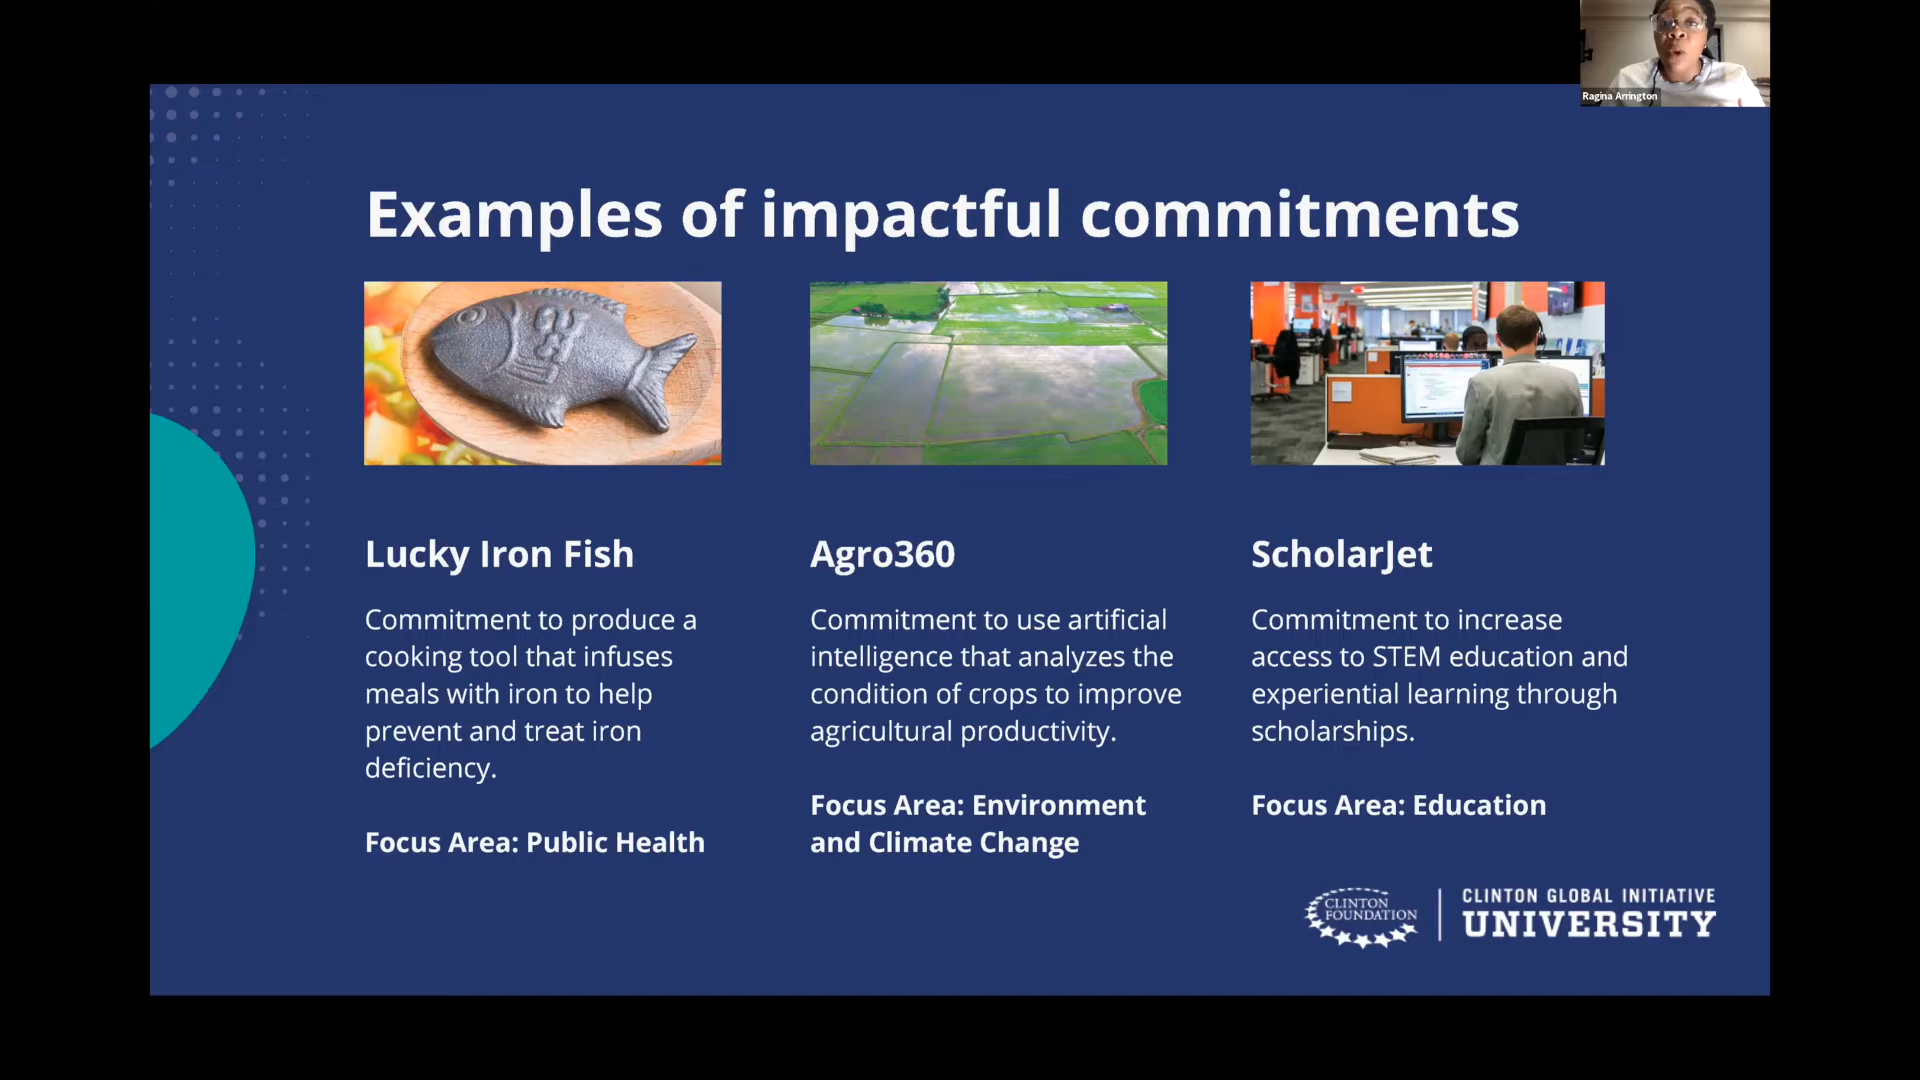 Ragina Arrington
Examples of impactful commitments
Lucky Iron Fish
Commitment to produce a
cooking tool that infuses
meals with iron to help
prevent and treat iron
deficiency.
Focus Area: Public Health
Agro360
Commitment to use artificial
intelligence that analyzes the
condition of crops to improve
agricultural productivity.
Focus Area: Environment
and Climate Change
ScholarJet
Commitment to increase
access to STEM education and
experiential learning through
scholarships.
Focus Area: Education
CLINTON
FOUNDATION
CLINTON GLOBAL INITIATIVE
UNIVERSITY